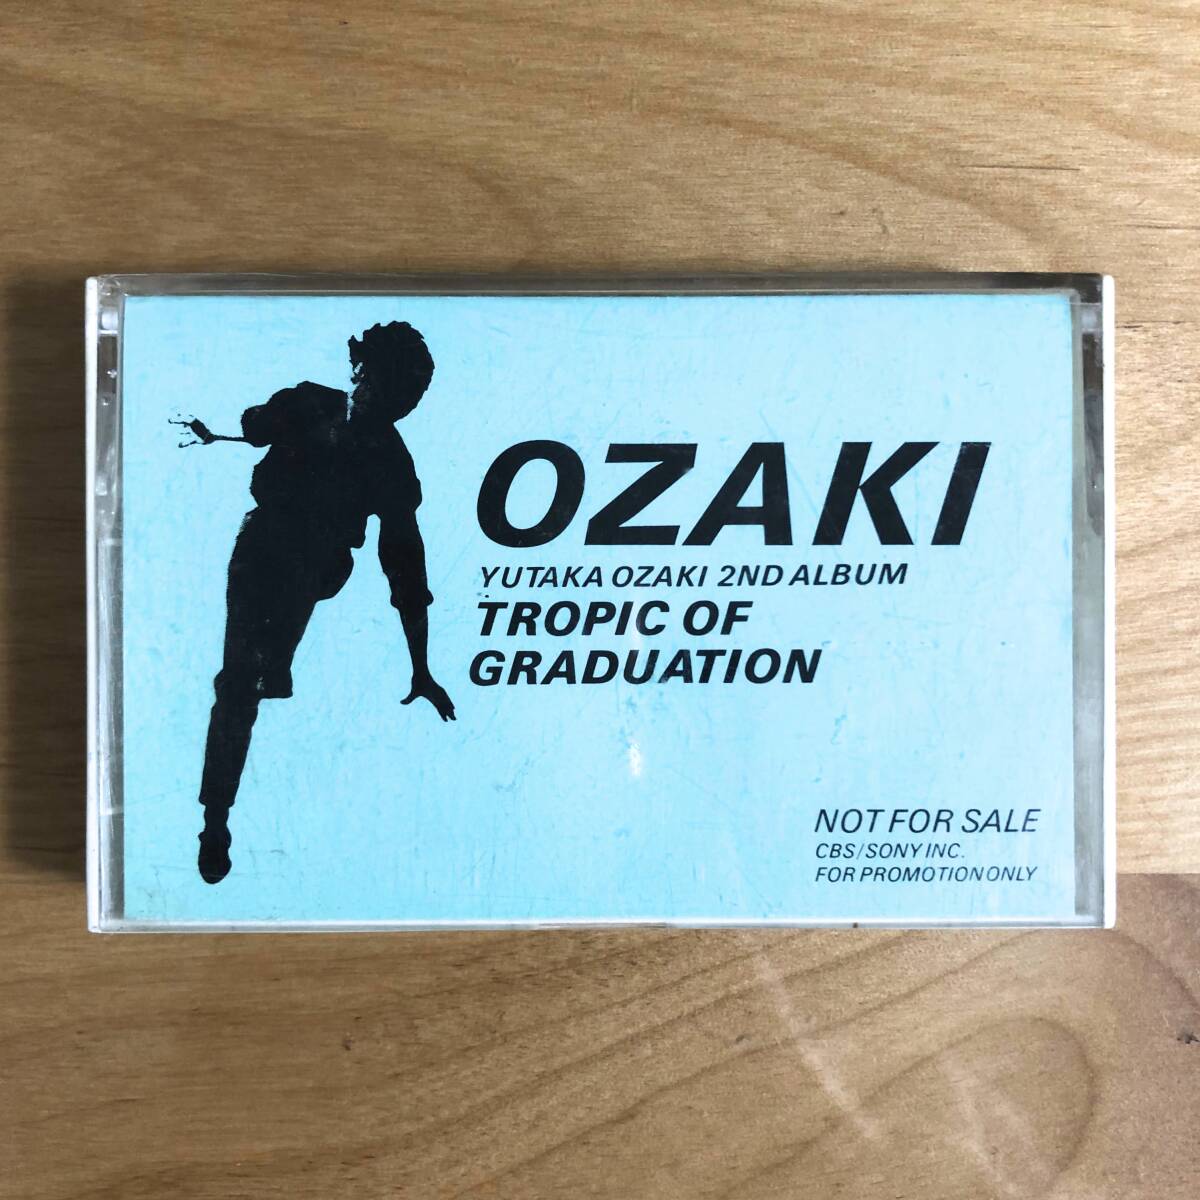 OZAKI
YUTAKA OZAKI 2ND ALBUM
TROPIC OF
GRADUATION
NOT FOR SALE
CBS/SONY INC.
FOR PROMOTION ONLY